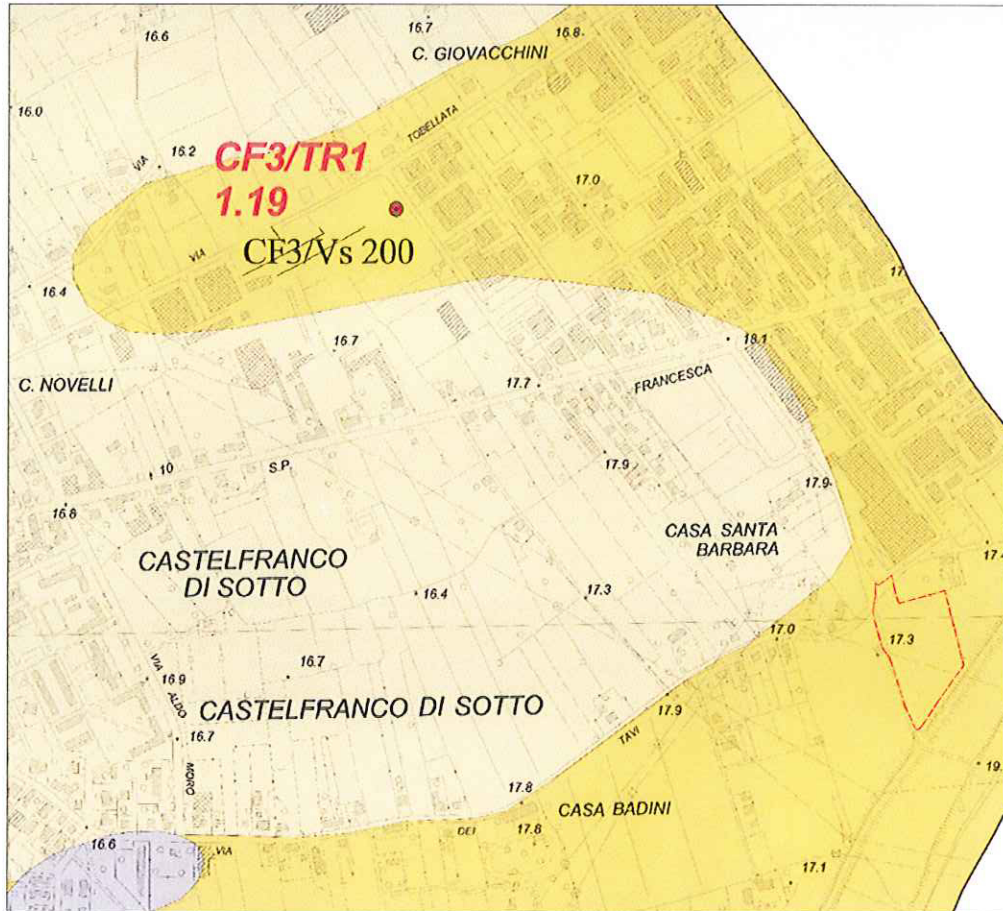 16.6
16.7
16.8
C. GIOVACCHINI
16.0
TOBELLATA
VIA
16.2
CF3/TR1
1.19
17.0
VIA
CF3/Vs 200
16.4
16.7
18.1
C. NOVELLI
17.7
FRANCESCA
10
S.P.
17.9
17.9
16.8
CASA SANTA
BARBARA
CASTELFRANCO
DI SOTTO
16.4
17.3
17.0
17.3
VIA
16.7
16.9
ALDO
CASTELFRANCO DI SOTTO
17.9
16.7
TAVI
MORO
19.
17.8
CASA BADINI
DEI
17.8
16.6
VIA
17.1